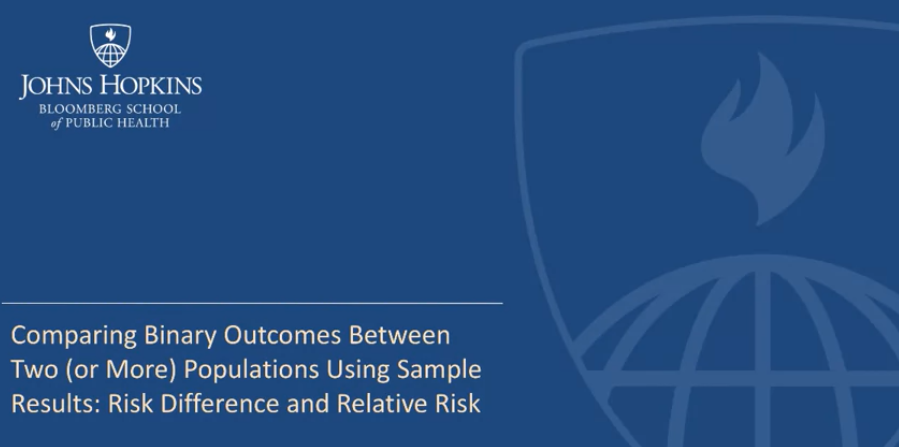 JOHNS HOPKINS
BLOOMBERG SCHOOL
of PUBLIC HEALTH
Comparing Binary Outcomes Between
Two (or More) Populations Using Sample
Results: Risk Difference and Relative Risk